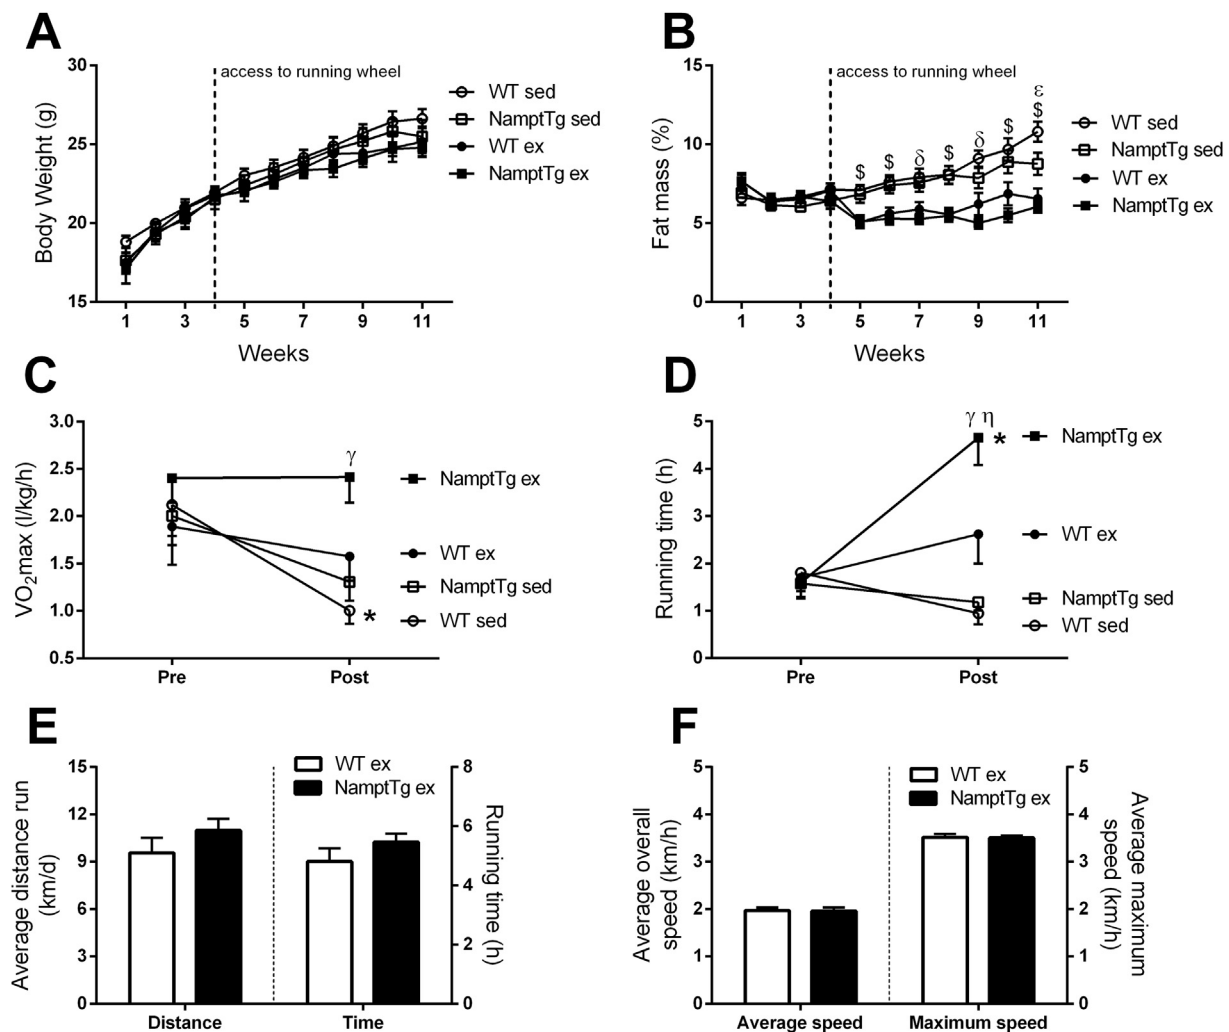 A
30
25
20
15
Body Weight (g)
access to running wheel
WT sed
NamptTg sed
WT ex
NamptTg ex
1 3 5 7 9 11
Weeks
B
15
10
5
0
Fat mass (%)
access to running wheel
$ $ δ $ δ $ ε $
WT sed
NamptTg sed
WT ex
NamptTg ex
1 3 5 7 9 11
Weeks
C
3.0
2.5
2.0
1.5
1.0
0.5
VO₂max (l/kg/h)
γ
*
NamptTg ex
WT ex
NamptTg sed
WT sed
Pre Post
D
5
4
3
2
1
0
Running time (h)
γ η
*
NamptTg ex
WT ex
NamptTg sed
WT sed
Pre Post
E
15
12
9
6
3
0
Average distance run
(km/d)
WT ex
NamptTg ex
8
6
4
2
0
Running time (h)
Distance Time
F
5
4
3
2
1
0
Average overall
speed (km/h)
WT ex
NamptTg ex
5
4
3
2
1
0
Average maximum
speed (km/h)
Average speed Maximum speed